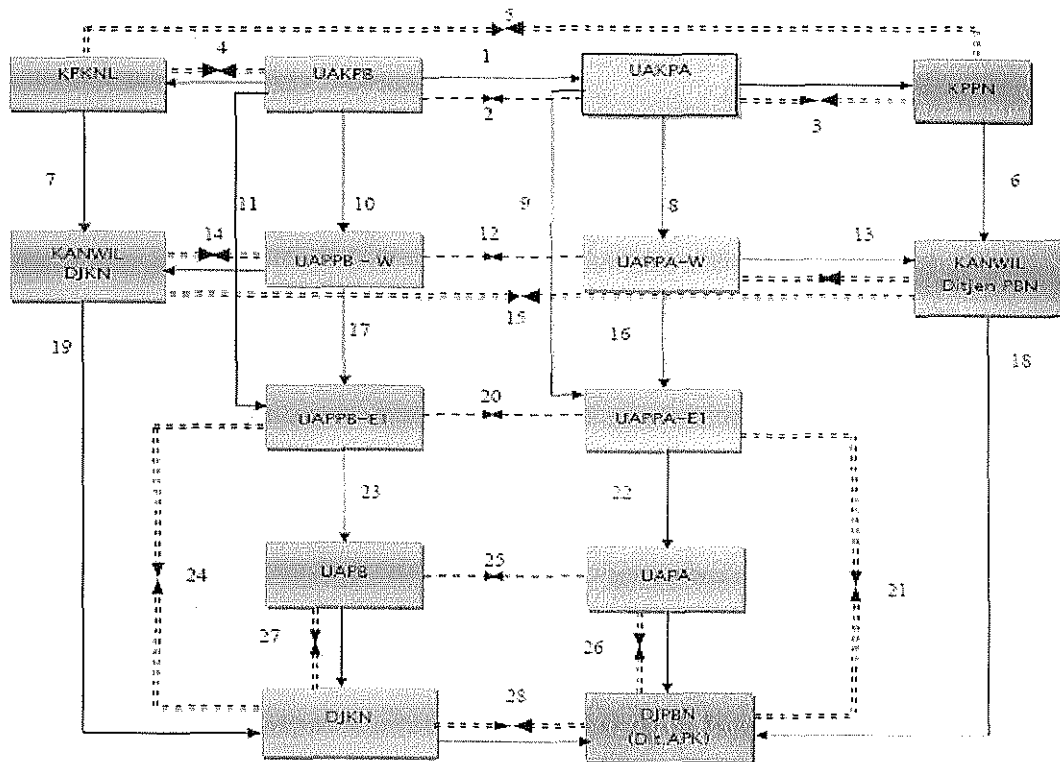 5
4
1
KPKNL
UAKPB
UAKPA
KPPN
2
3
7
11
10
9
8
6
14
12
13
KANWIL
DJKN
UAPPB - W
UAPPA-W
KANWIL
Ditjen PBN
15
19
17
16
18
20
UAPPB-E1
UAPPA-E1
23
22
24
25
21
UAPB
UAPA
27
26
28
DJKN
DJPBN
(Dit.APK)